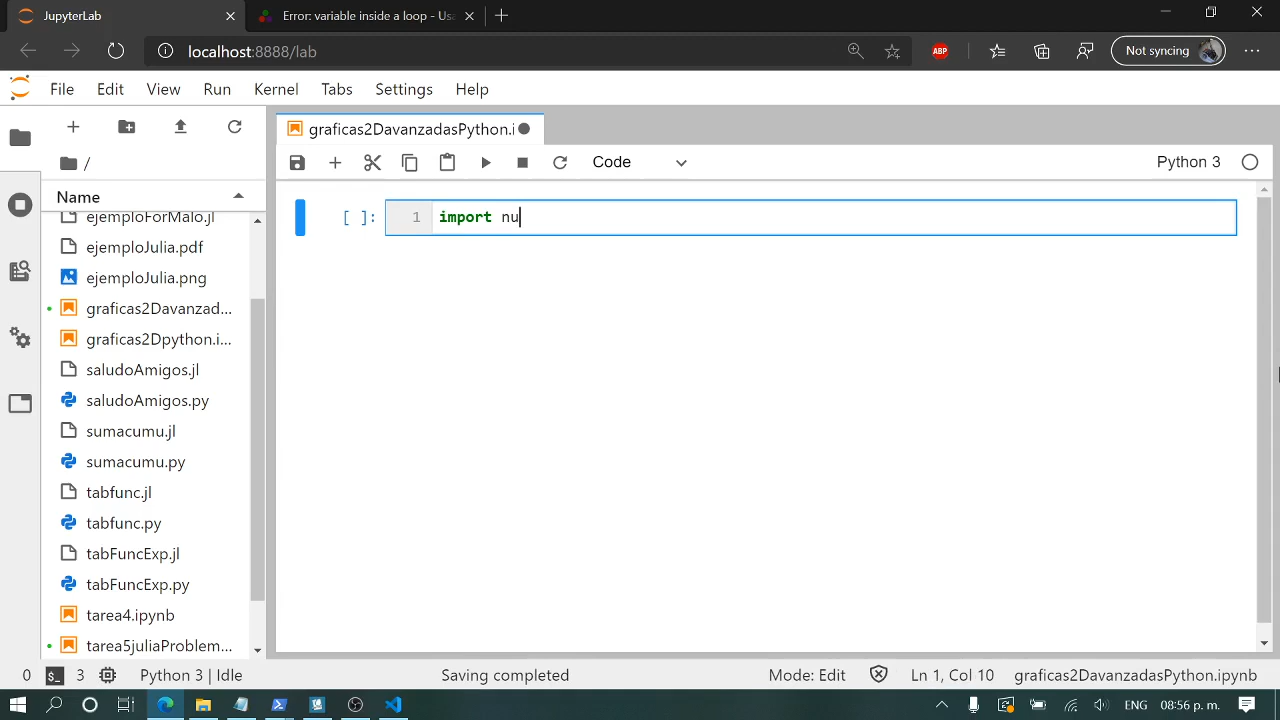 JupyterLab
Error: variable inside a loop - Usa
localhost:8888/lab
ABP
Not syncing
File Edit View Run Kernel Tabs Settings Help
graficas2DavanzadasPython.i
/
Code
Python 3
Name
ejemploForMalo.jl
ejemploJulia.pdf
ejemploJulia.png
graficas2Davanzad...
graficas2Dpython.i...
saludoAmigos.jl
saludoAmigos.py
sumacumu.jl
sumacumu.py
tabfunc.jl
tabfunc.py
tabFuncExp.jl
tabFuncExp.py
tarea4.ipynb
tarea5juliaProblem...
[ ]: 1 import nu
0 $_ 3 Python 3 | Idle Saving completed Mode: Edit Ln 1, Col 10 graficas2DavanzadasPython.ipynb
ENG 08:56 p. m.